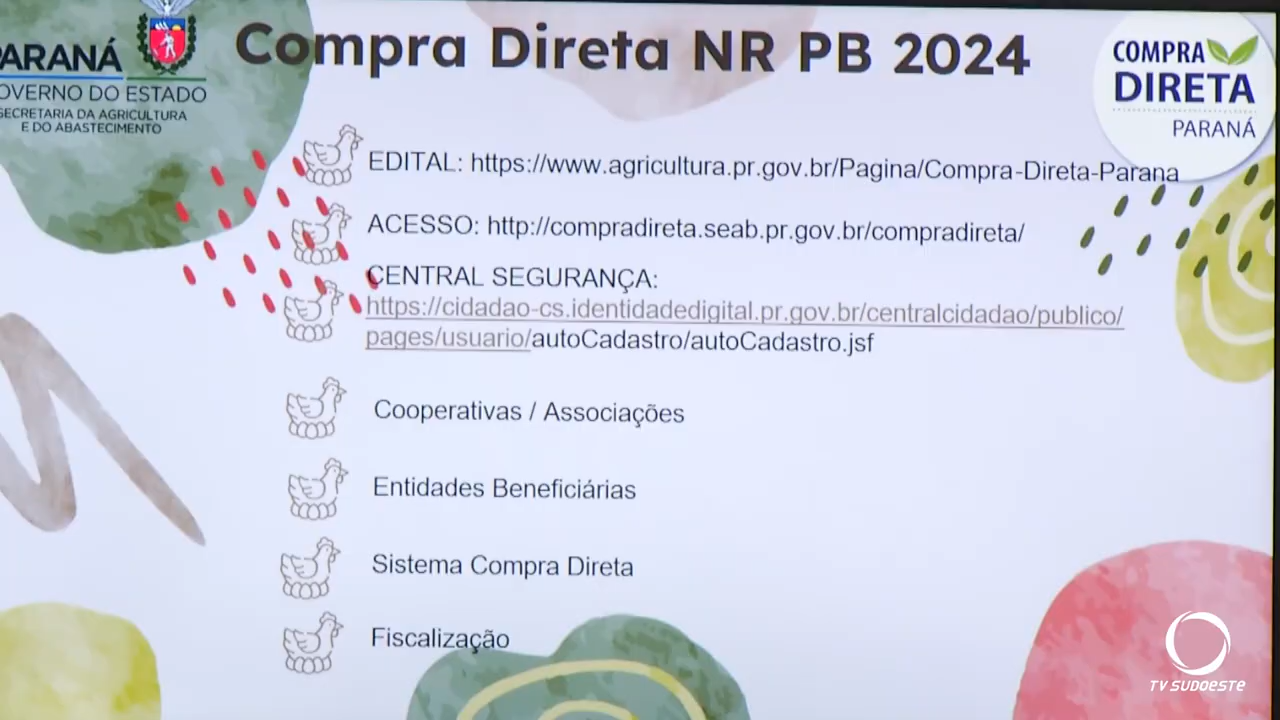 PARANÁ
GOVERNO DO ESTADO
SECRETARIA DA AGRICULTURA
E DO ABASTECIMENTO
Compra Direta NR PB 2024
COMPRA
DIRETA
PARANÁ
EDITAL: https://www.agricultura.pr.gov.br/Pagina/Compra-Direta-Parana
ACESSO: http://compradireta.seab.pr.gov.br/compradireta/
CENTRAL SEGURANÇA:
https://cidadao-cs.identidadedigital.pr.gov.br/centralcidadao/publico/
pages/usuario/autoCadastro/autoCadastro.jsf
Cooperativas / Associações
Entidades Beneficiárias
Sistema Compra Direta
Fiscalização
TV SUDOESTE